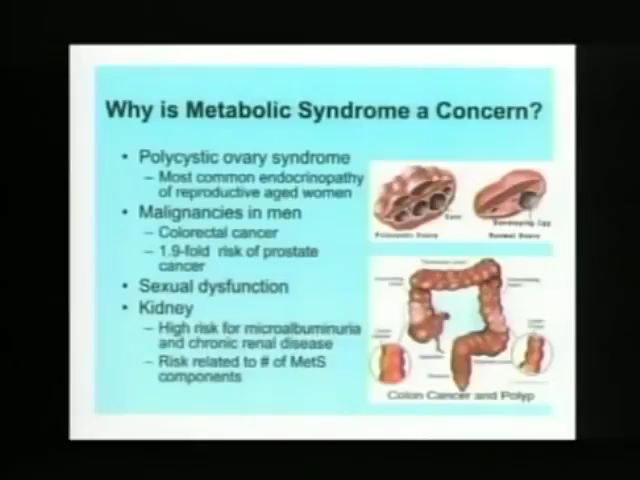 Why is Metabolic Syndrome a Concern?
• Polycystic ovary syndrome
– Most common endocrinopathy
of reproductive aged women
• Malignancies in men
– Colorectal cancer
– 1.9-fold risk of prostate
cancer
• Sexual dysfunction
• Kidney
– High risk for microalbuminuria
and chronic renal disease
– Risk related to # of MetS
components
Developing Egg
Polycystic Ovary
Normal Ovary
Colon Cancer and Polyp